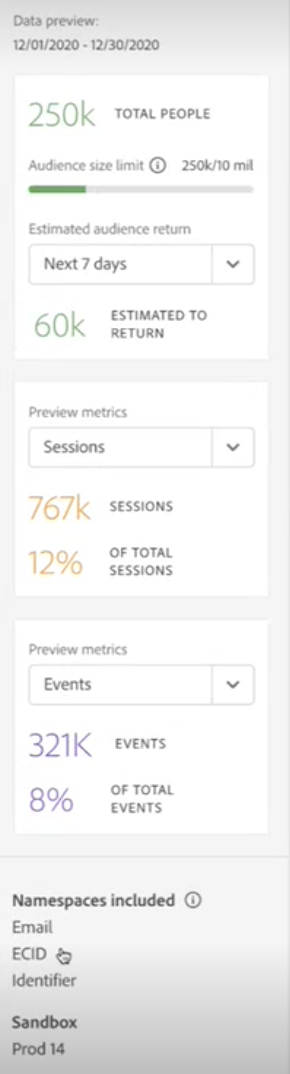 Data preview:
12/01/2020 - 12/30/2020
250k TOTAL PEOPLE
Audience size limit 250k/10 mil
Estimated audience return
Next 7 days
60k ESTIMATED TO
RETURN
Preview metrics
Sessions
767k SESSIONS
12% OF TOTAL
SESSIONS
Preview metrics
Events
321K EVENTS
8% OF TOTAL
EVENTS
Namespaces included
Email
ECID
Identifier
Sandbox
Prod 14